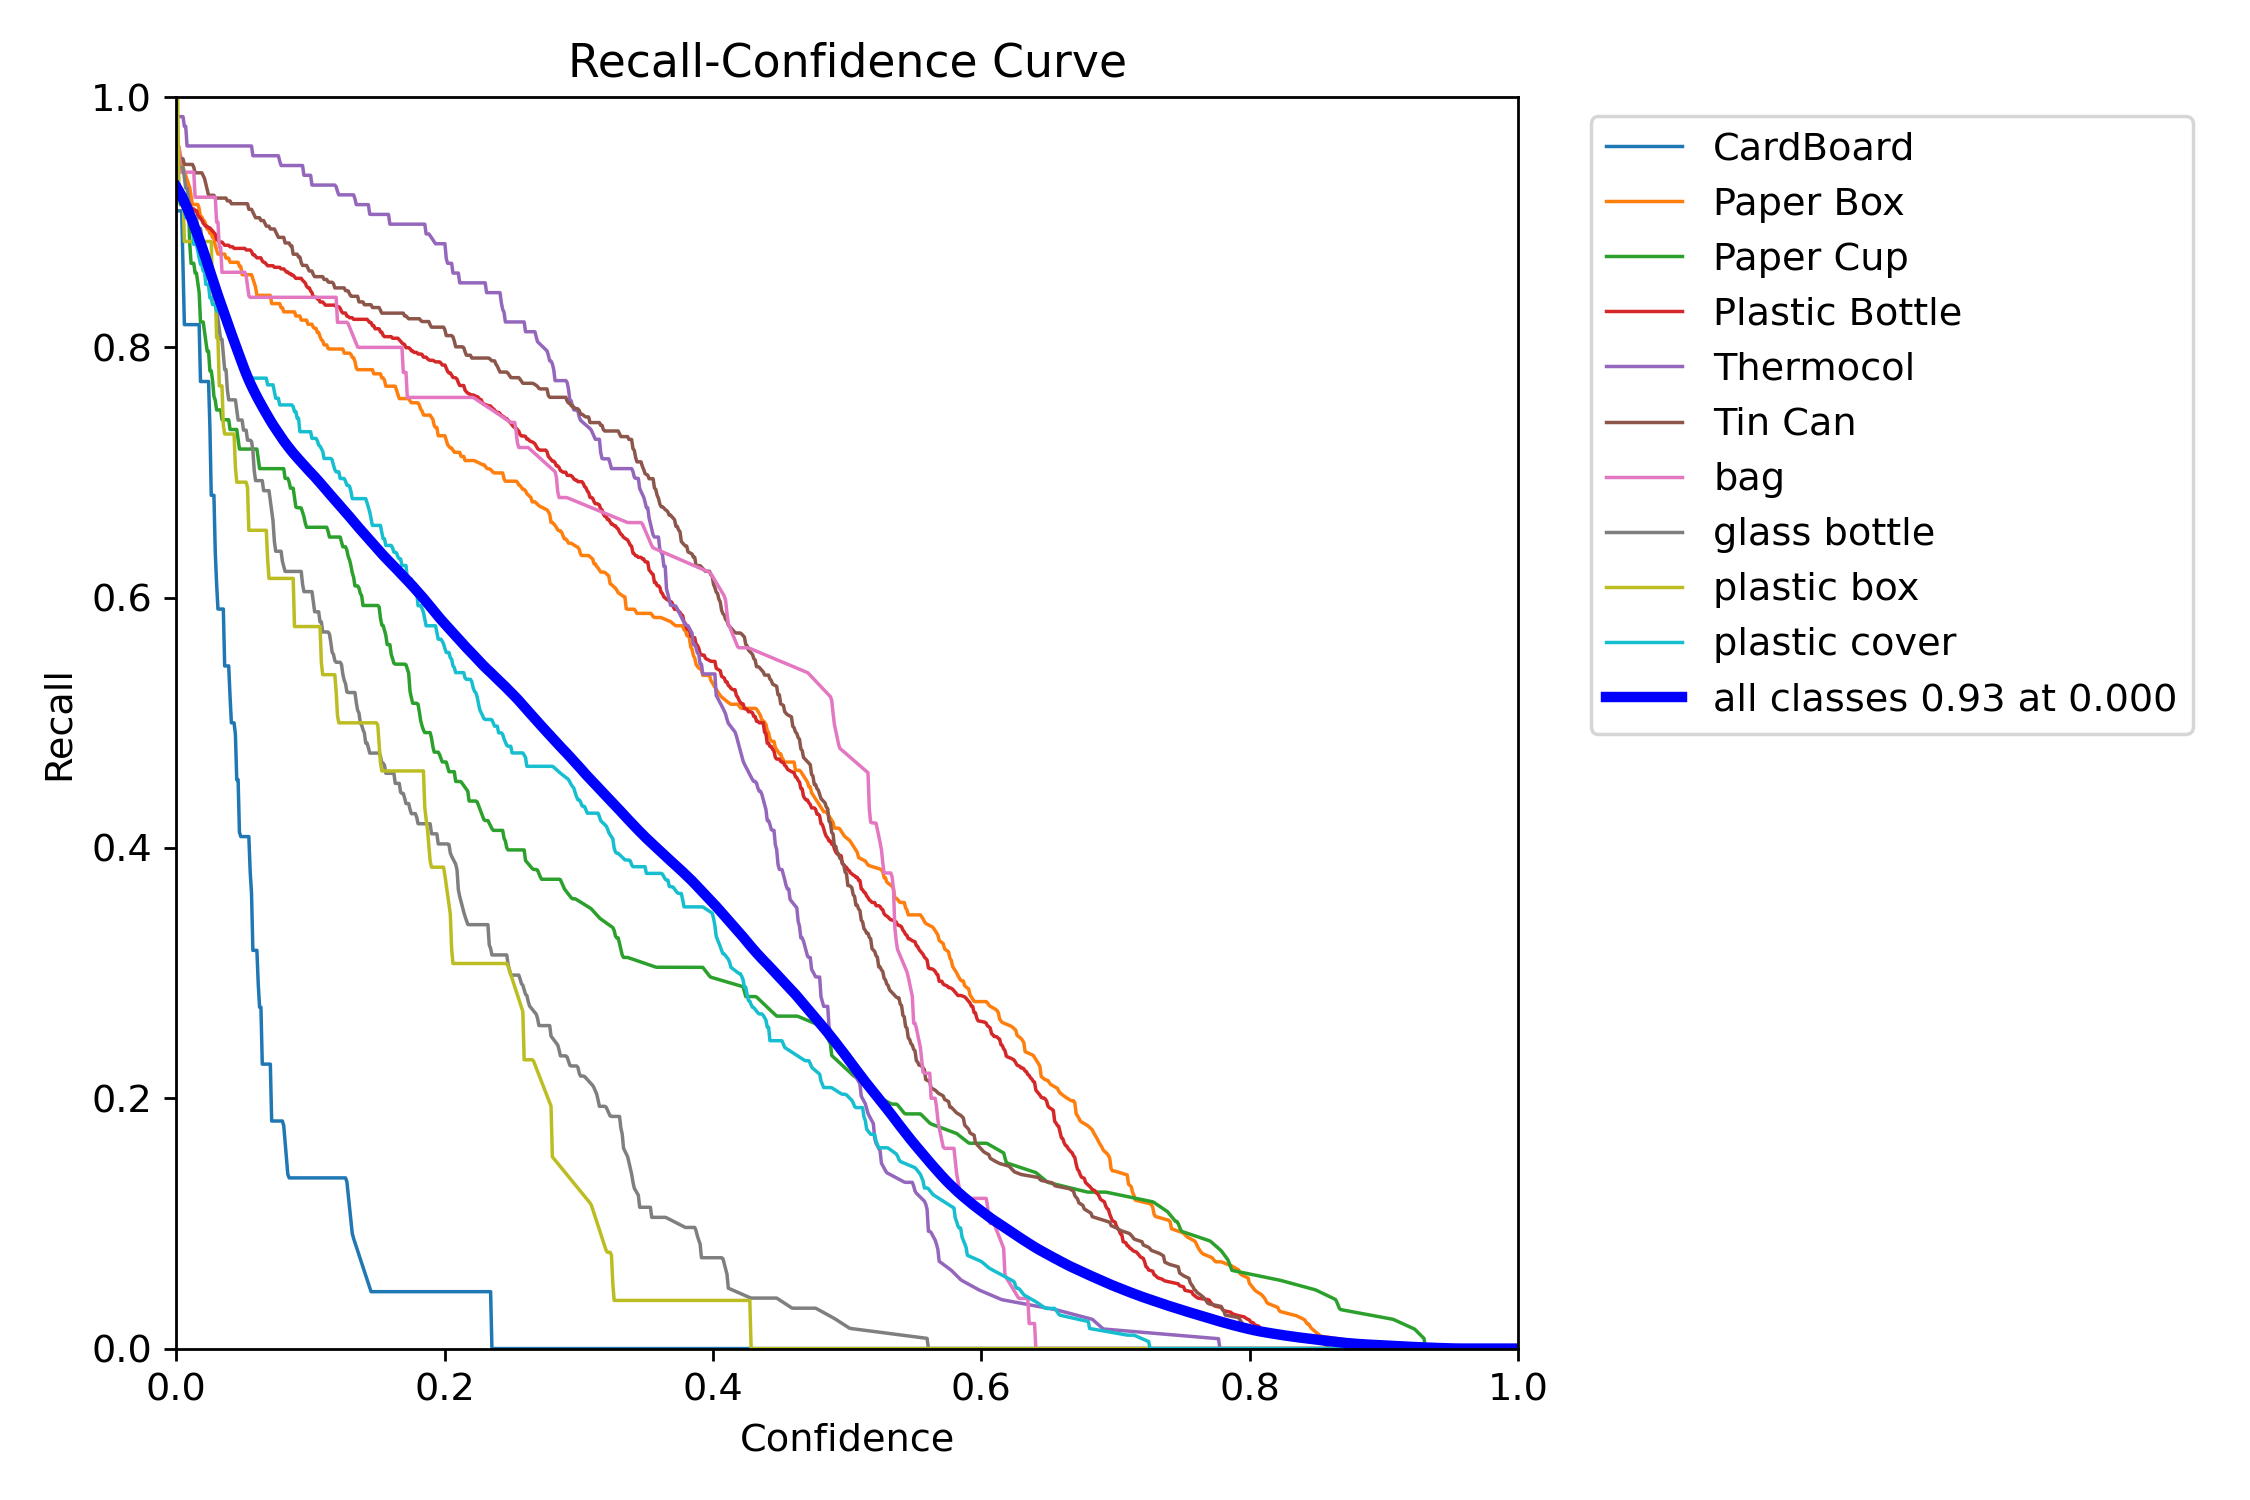 Recall-Confidence Curve
1.0
0.8
0.6
0.4
0.2
0.0
Recall
0.0 0.2 0.4 0.6 0.8 1.0
Confidence
CardBoard
Paper Box
Paper Cup
Plastic Bottle
Thermocol
Tin Can
bag
glass bottle
plastic box
plastic cover
all classes 0.93 at 0.000